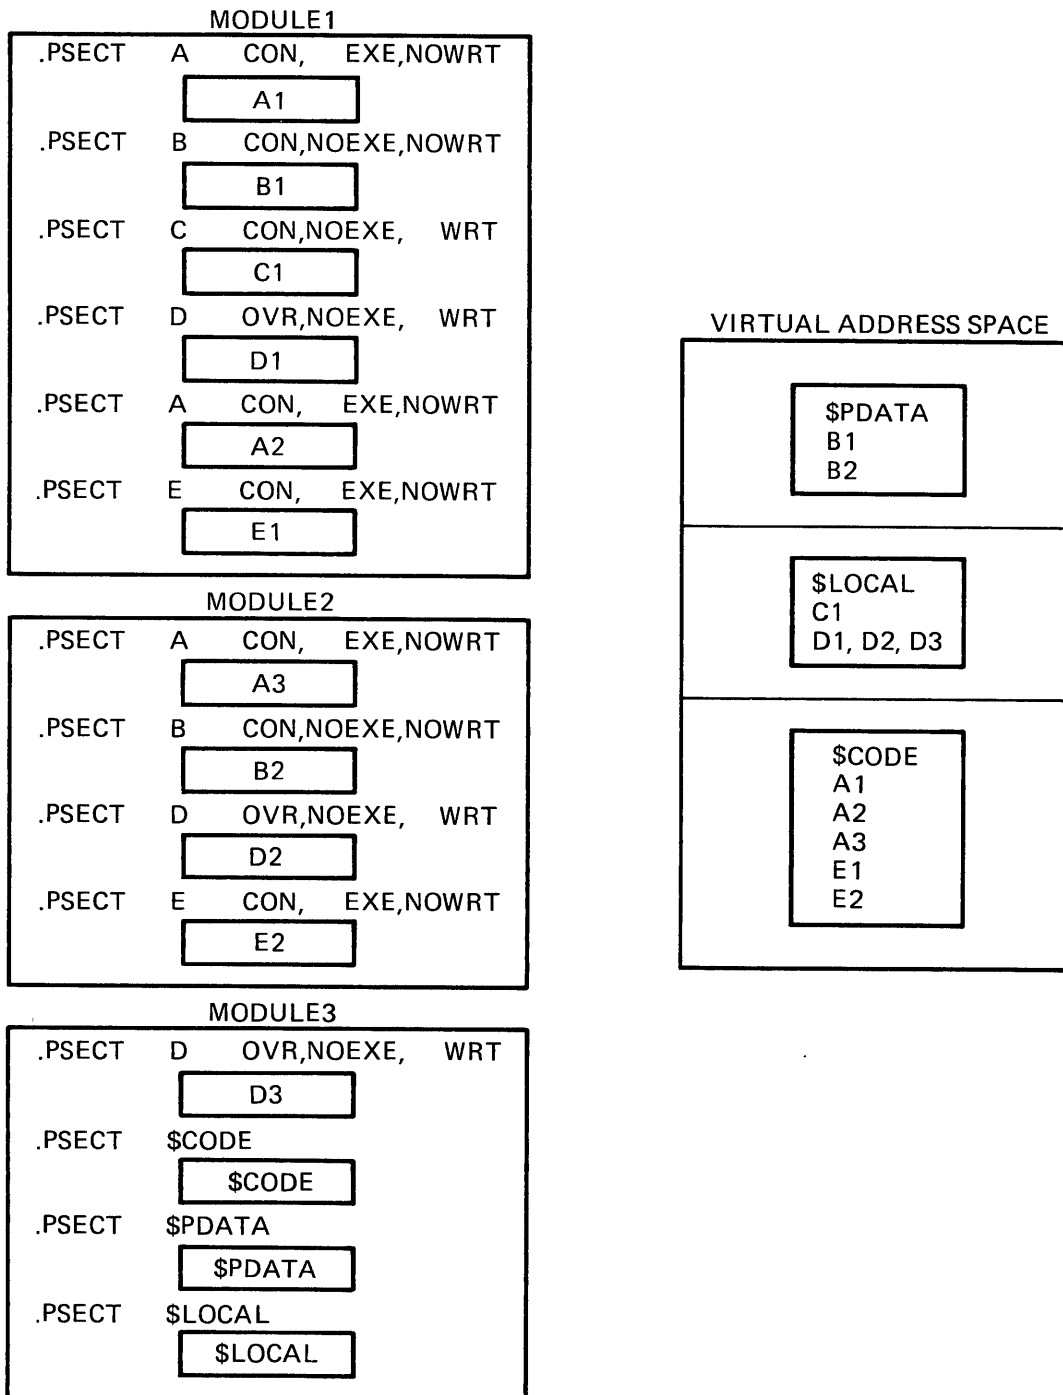 MODULE1
.PSECT A CON, EXE,NOWRT
A1
.PSECT B CON,NOEXE,NOWRT
B1
.PSECT C CON,NOEXE, WRT
C1
.PSECT D OVR,NOEXE, WRT
D1
.PSECT A CON, EXE,NOWRT
A2
.PSECT E CON, EXE,NOWRT
E1
MODULE2
.PSECT A CON, EXE,NOWRT
A3
.PSECT B CON,NOEXE,NOWRT
B2
.PSECT D OVR,NOEXE, WRT
D2
.PSECT E CON, EXE,NOWRT
E2
MODULE3
.PSECT D OVR,NOEXE, WRT
D3
.PSECT $CODE
$CODE
.PSECT $PDATA
$PDATA
.PSECT $LOCAL
$LOCAL
VIRTUAL ADDRESS SPACE
$PDATA
B1
B2
$LOCAL
C1
D1, D2, D3
$CODE
A1
A2
A3
E1
E2